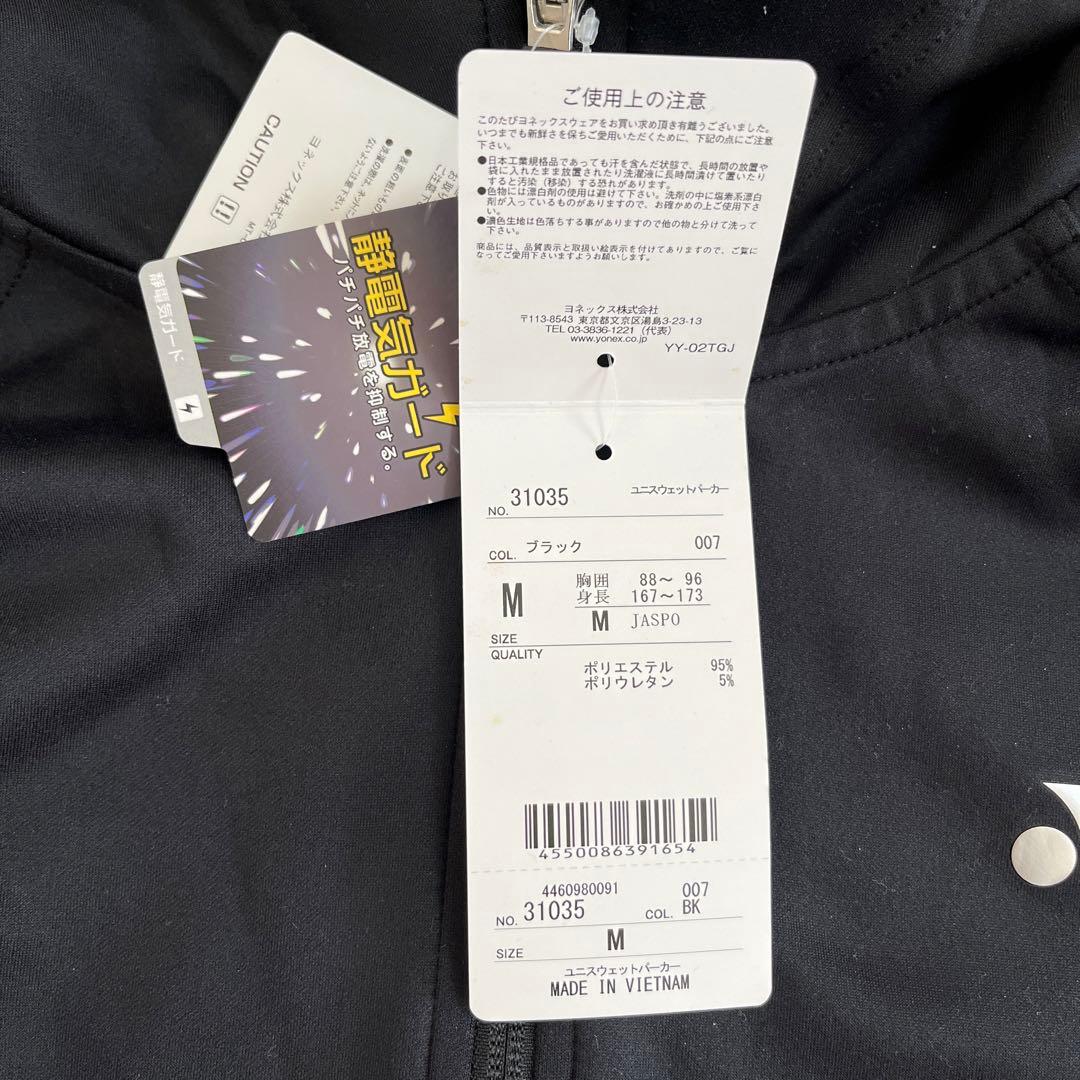 ご使用上の注意
このたびヨネックスウェアをお買い求め頂き有難うございました。
いつまでも新鮮さを保ちご愛用いただくために、下記の点にご注意
下さい。
●日本工業規格品であっても汗を含んだ状態で、長時間の放置や
袋に入れたまま放置されたり洗濯液に長時間漬けて置いたり
すると汚染（移染）する恐れがあります。
●色物には漂白剤の使用は避けて下さい。洗剤の中に塩素系漂白
剤が入っているものがありますので、お確かめの上ご使用下さ
い。
●濃色生地は色落ちする事がありますので他の物と分けて洗って
下さい。
商品には、品質表示と取扱い絵表示を付けてありますので、ご覧に
なってご愛用下さいますようお願いします。
ヨネックス株式会社
〒113-8543 東京都文京区湯島3-23-13
TEL 03-3836-1221（代表）
www.yonex.co.jp
YY-02TGJ
NO. 31035 ユニスウェットパーカー
COL. ブラック 007
M 胸囲 88～ 96
身長 167～173
M JASPO
SIZE
QUALITY
ポリエステル 95%
ポリウレタン 5%
4550086391654
4460980091 007
NO. 31035 COL. BK
SIZE M
ユニスウェットパーカー
MADE IN VIETNAM
CAUTION
ヨネックス株式会
静電気ガード
パチパチ放電を抑制する。
静電気ガード